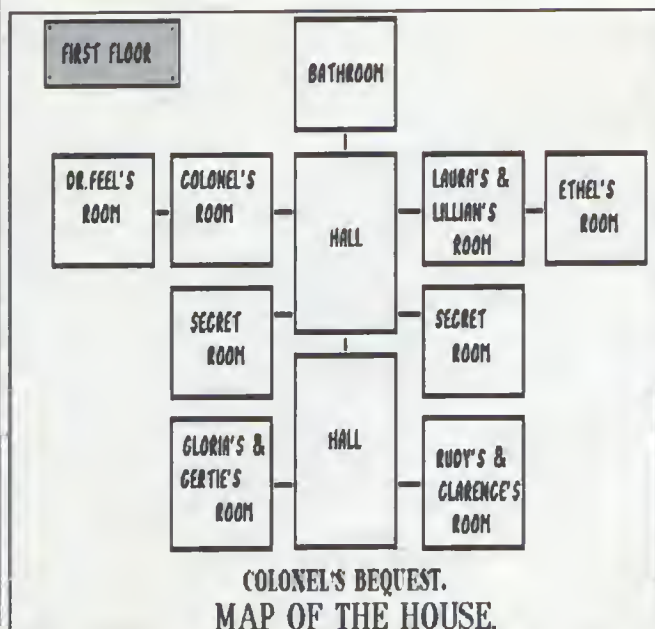 FIRST FLOOR
BATHROOM
DR.FEEL'S
ROOM
COLONEL'S
ROOM
HALL
LAURA'S &
LILLIAN'S
ROOM
ETHEL'S
ROOM
SECRET
ROOM
SECRET
ROOM
GLORIA'S &
GERTIE'S
ROOM
HALL
RUDY'S &
CLARENCE'S
ROOM
COLONEL'S BEQUEST.
MAP OF THE HOUSE.